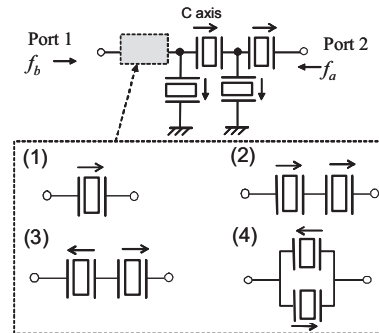 C axis
Port 1
Port 2
f_b
f_a
(1)
(2)
(3)
(4)